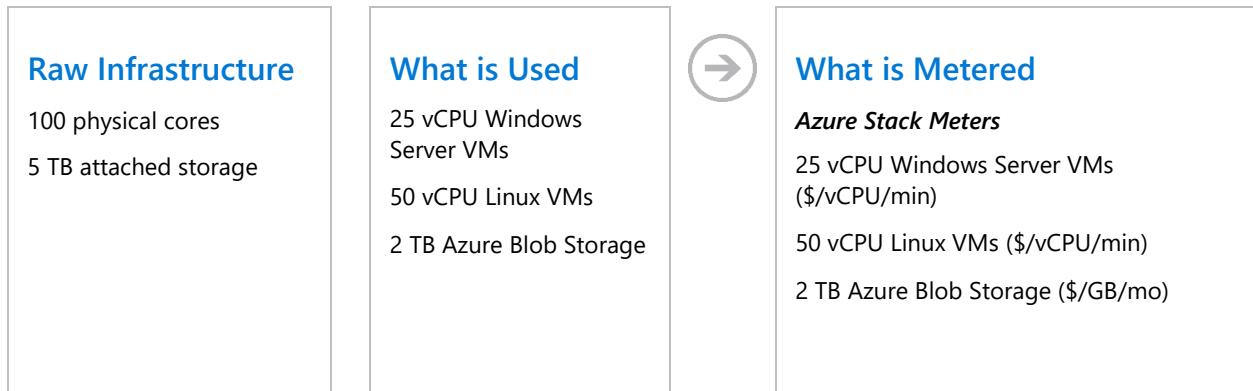 Raw Infrastructure
100 physical cores
5 TB attached storage
What is Used
25 vCPU Windows
Server VMs
50 vCPU Linux VMs
2 TB Azure Blob Storage
What is Metered
Azure Stack Meters
25 vCPU Windows Server VMs
($/vCPU/min)
50 vCPU Linux VMs ($/vCPU/min)
2 TB Azure Blob Storage ($/GB/mo)